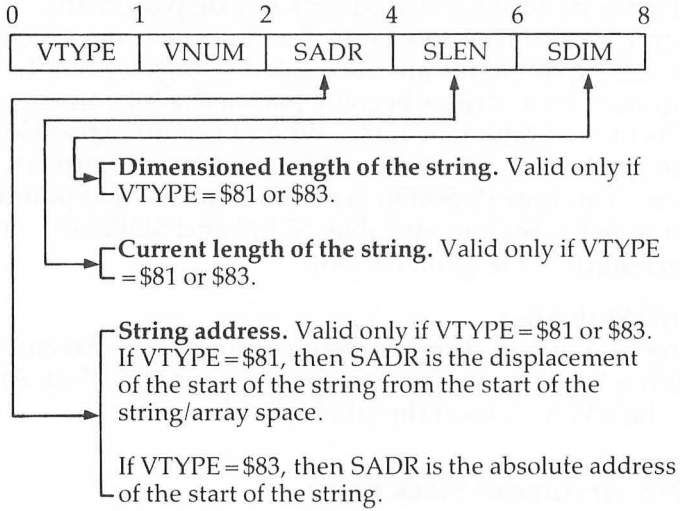 0 1 2 4 6 8
VTYPE VNUM SADR SLEN SDIM
Dimensioned length of the string. Valid only if
VTYPE=$81 or $83.
Current length of the string. Valid only if VTYPE
=$81 or $83.
String address. Valid only if VTYPE=$81 or $83.
If VTYPE=$81, then SADR is the displacement
of the start of the string from the start of the
string/array space.
If VTYPE=$83, then SADR is the absolute address
of the start of the string.